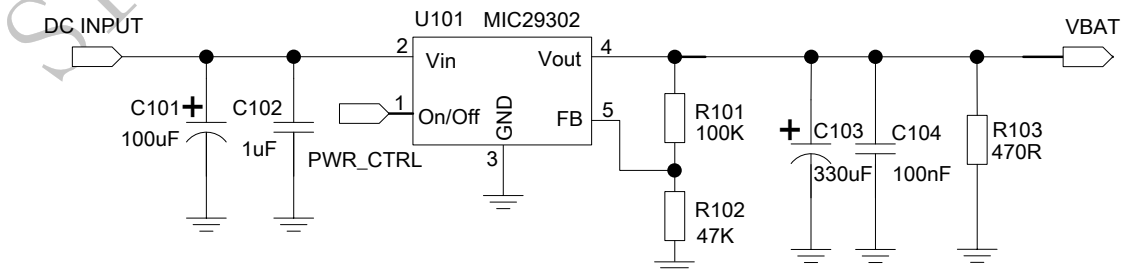 DC INPUT
U101 MIC29302
VBAT
2
Vin
Vout
4
C101
+
100uF
C102
1uF
1
On/Off
PWR_CTRL
GND
3
FB
5
R101
100K
R102
47K
+
C103
330uF
C104
100nF
R103
470R